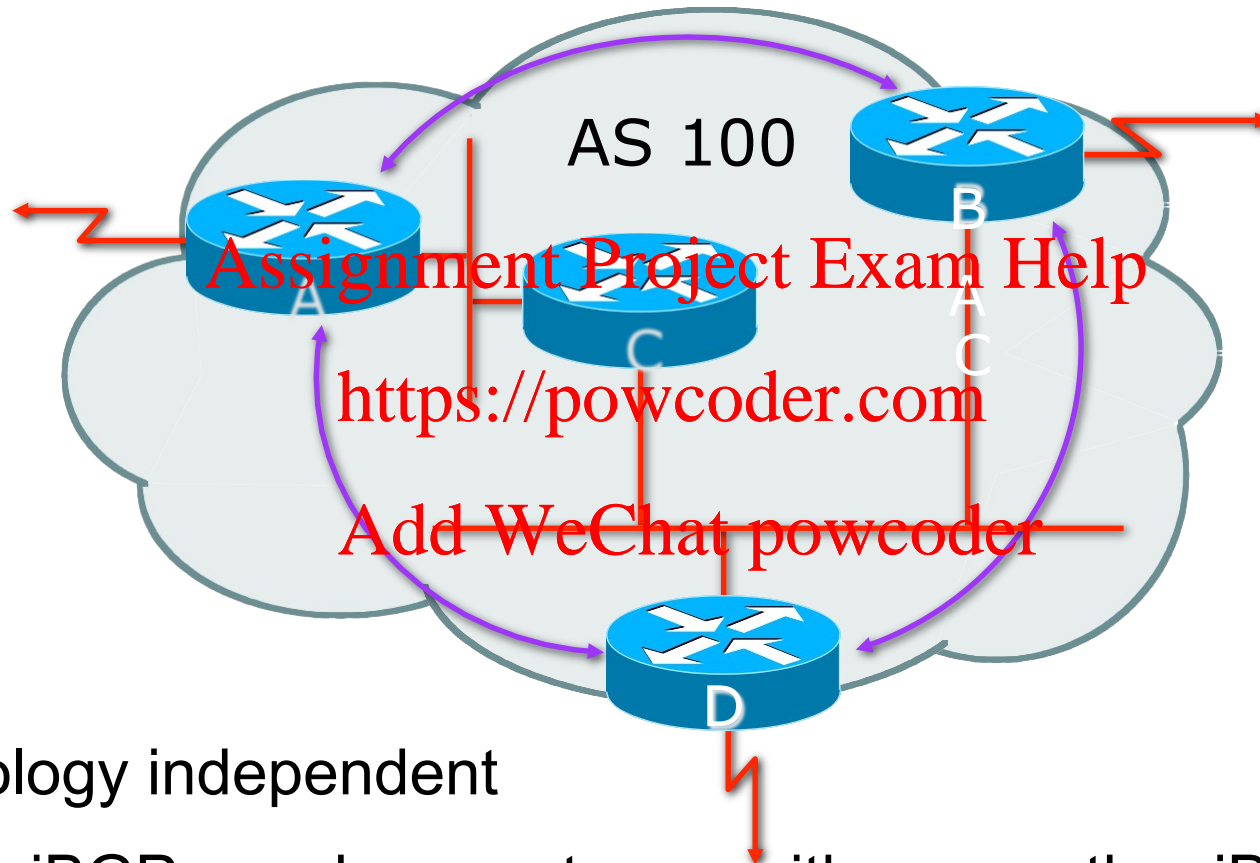 AS 100
B
Assignment Project Exam Help
A
A
C
C
https://powcoder.com
Add WeChat powcoder
D
ology independent